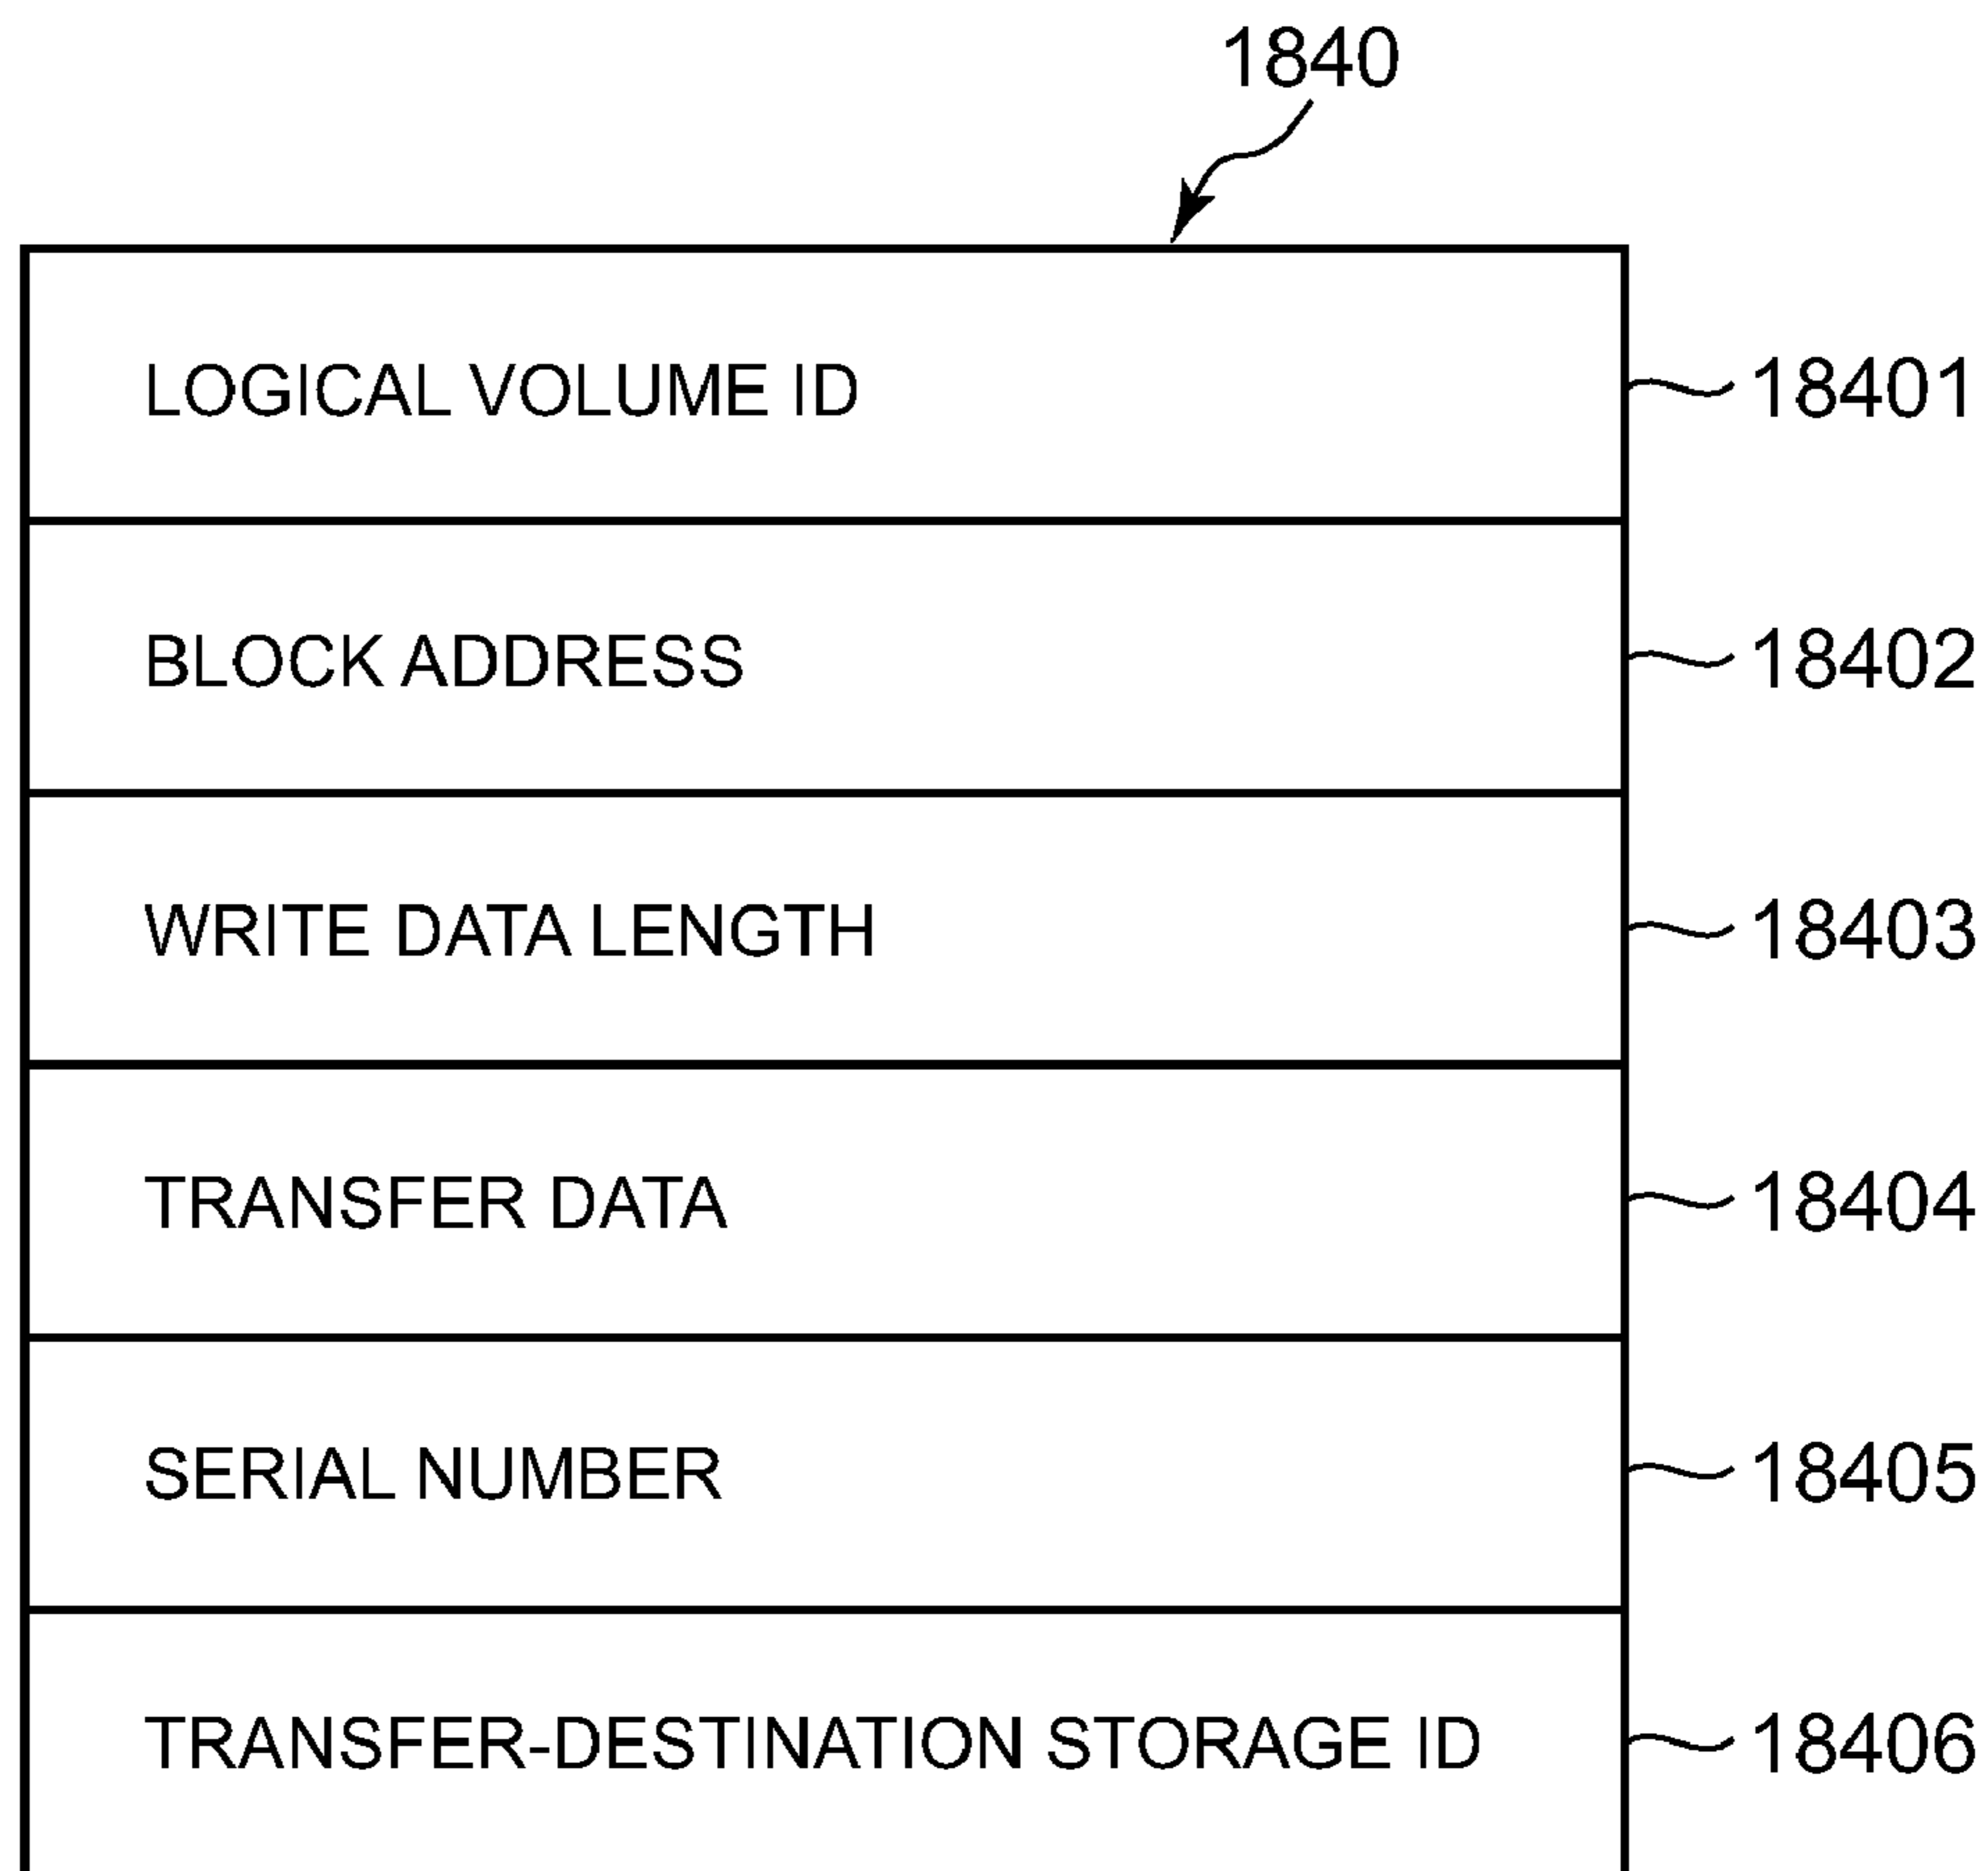 1840
LOGICAL VOLUME ID 18401
BLOCK ADDRESS 18402
WRITE DATA LENGTH 18403
TRANSFER DATA 18404
SERIAL NUMBER 18405
TRANSFER-DESTINATION STORAGE ID 18406